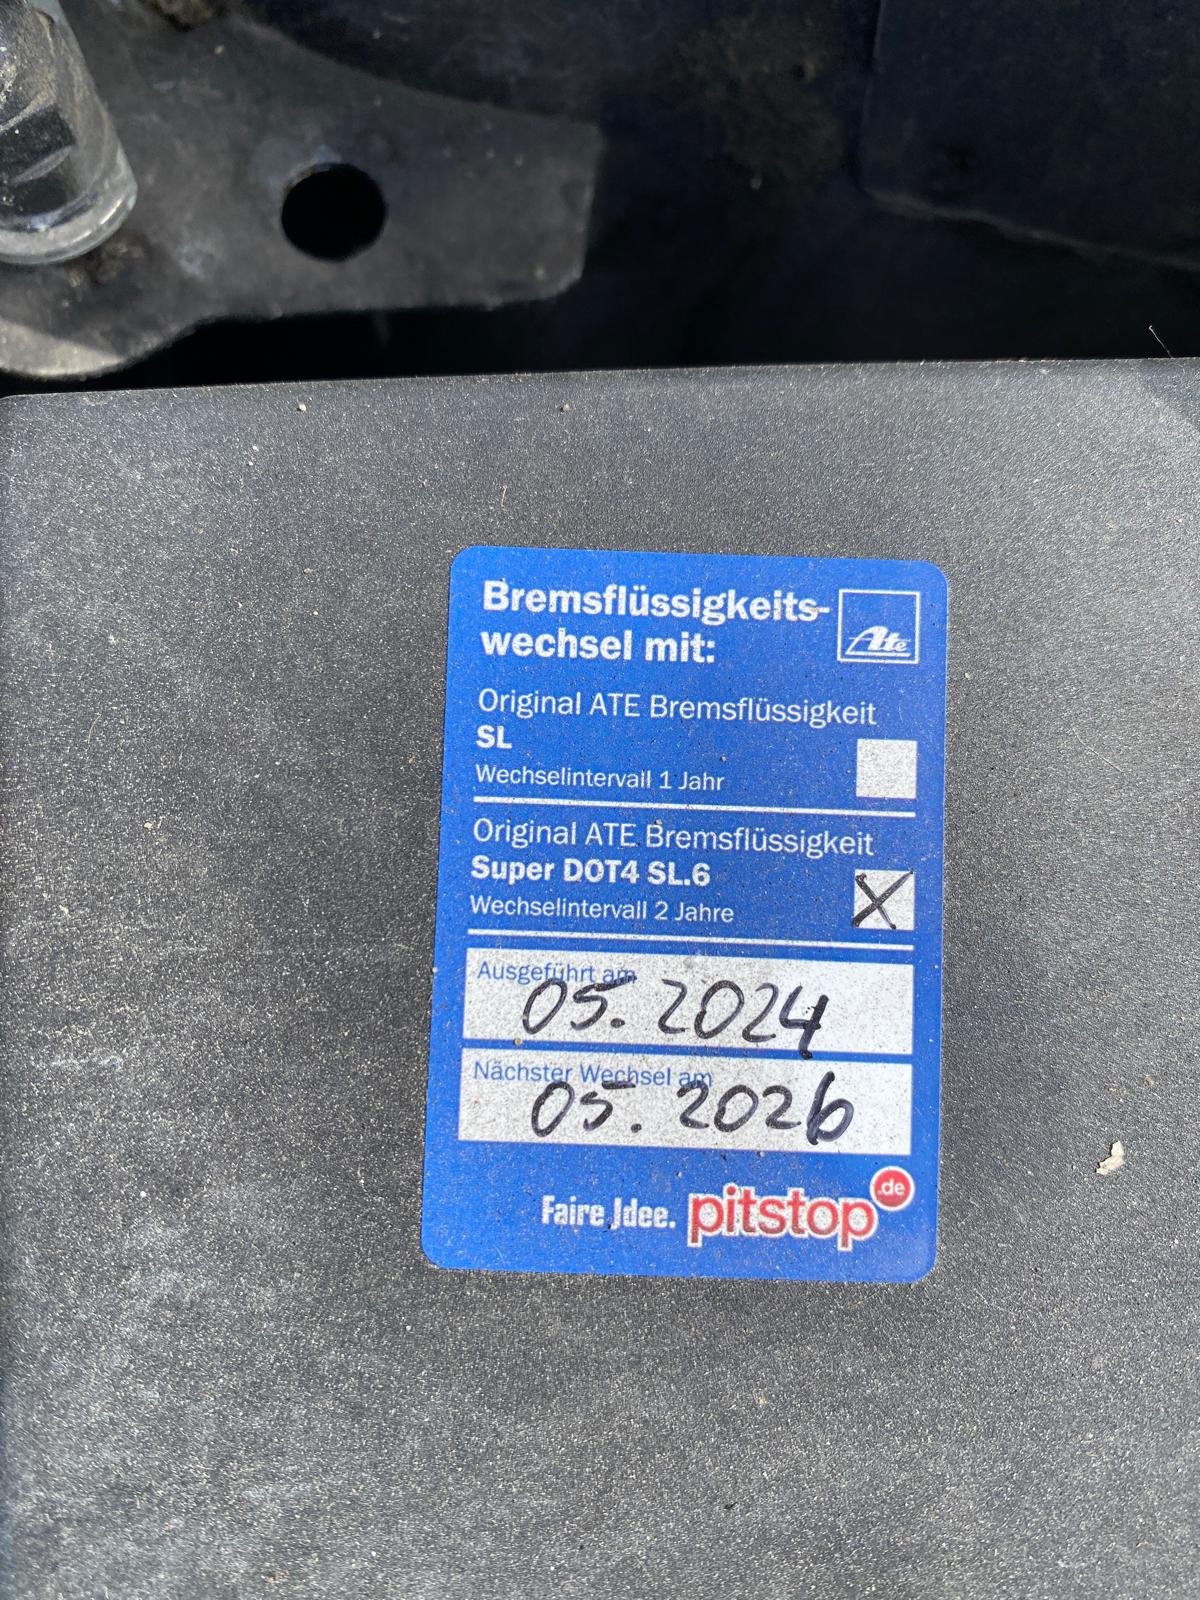 Bremsflüssigkeits-
wechsel mit:
Ate
Original ATE Bremsflüssigkeit
SL
Wechselintervall 1 Jahr
Original ATE Bremsflüssigkeit
Super DOT4 SL.6
Wechselintervall 2 Jahre
X
Ausgeführt am
05.2024
Nächster Wechsel am
05.2026
Faire Jdee. pitstop.de